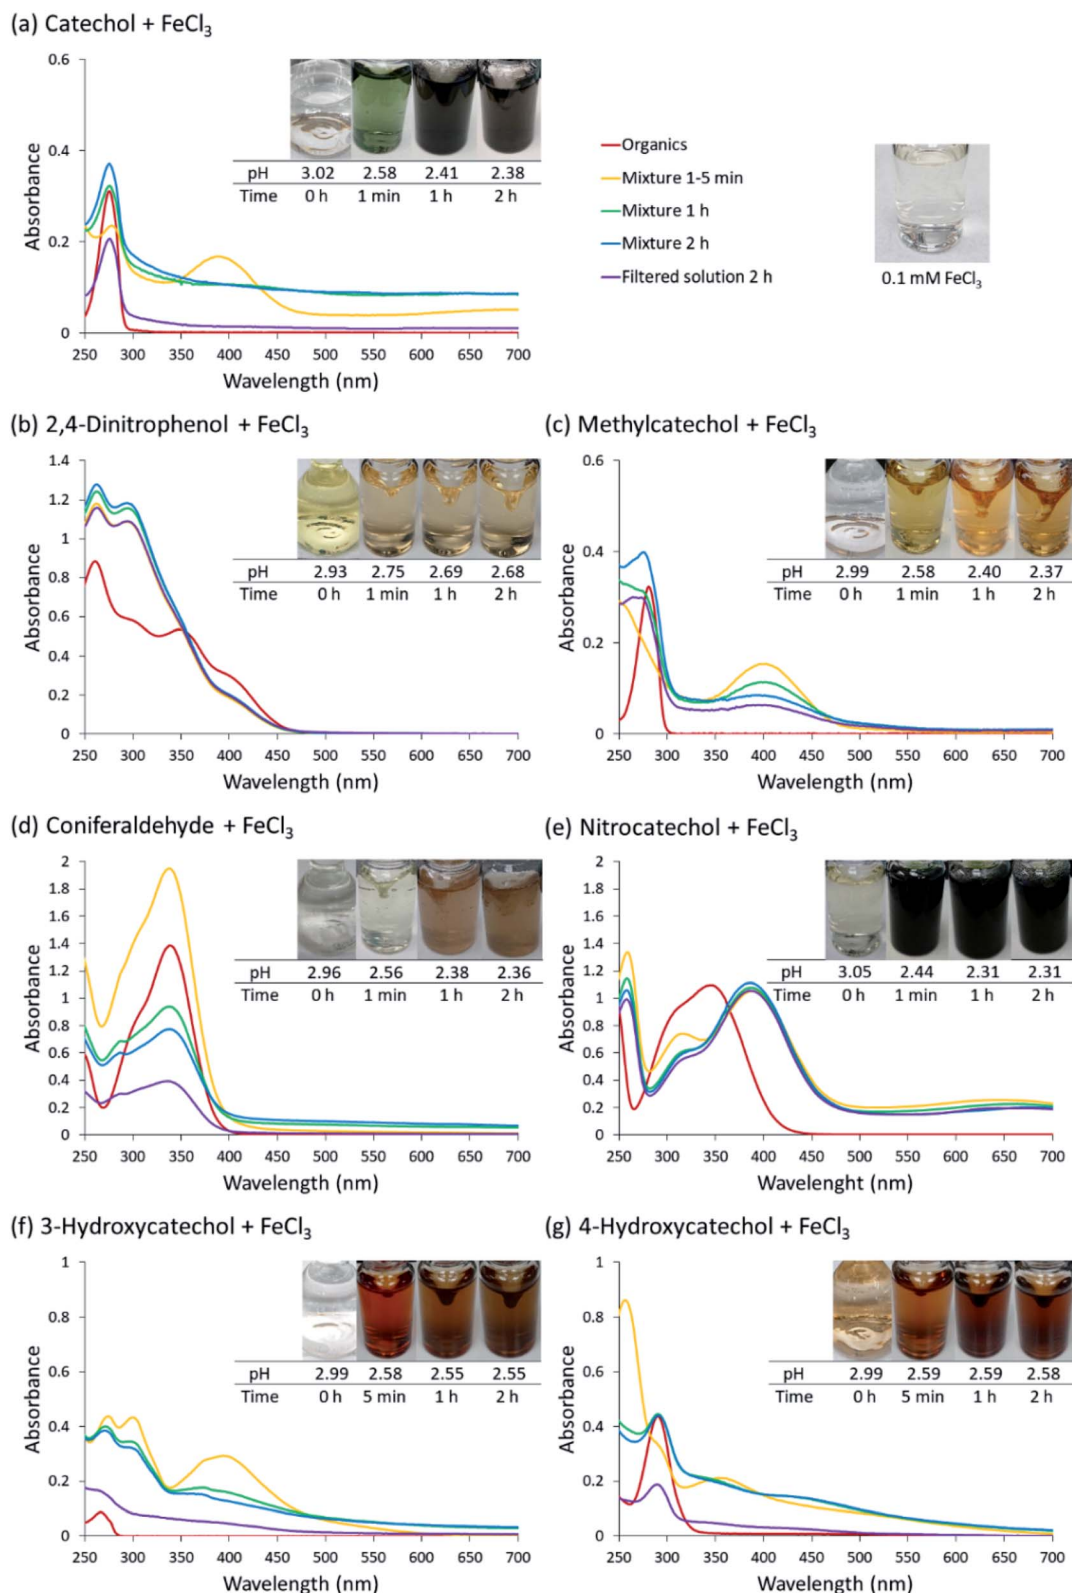 (a) Catechol + FeCl₃
0.6
0.4
0.2
0
Absorbance
250 300 350 400 450 500 550 600 650 700
Wavelength (nm)
pH 3.02 2.58 2.41 2.38
Time 0 h 1 min 1 h 2 h
Organics
Mixture 1-5 min
Mixture 1 h
Mixture 2 h
Filtered solution 2 h
0.1 mM FeCl₃
(b) 2,4-Dinitrophenol + FeCl₃
1.4
1.2
1
0.8
0.6
0.4
0.2
0
Absorbance
250 300 350 400 450 500 550 600 650 700
Wavelength (nm)
pH 2.93 2.75 2.69 2.68
Time 0 h 1 min 1 h 2 h
(c) Methylcatechol + FeCl₃
0.6
0.4
0.2
0
Absorbance
250 300 350 400 450 500 550 600 650 700
Wavelength (nm)
pH 2.99 2.58 2.40 2.37
Time 0 h 1 min 1 h 2 h
(d) Coniferaldehyde + FeCl₃
2
1.8
1.6
1.4
1.2
1
0.8
0.6
0.4
0.2
0
Absorbance
250 300 350 400 450 500 550 600 650 700
Wavelength (nm)
pH 2.96 2.56 2.38 2.36
Time 0 h 1 min 1 h 2 h
(e) Nitrocatechol + FeCl₃
2
1.8
1.6
1.4
1.2
1
0.8
0.6
0.4
0.2
0
Absorbance
250 300 350 400 450 500 550 600 650 700
Wavelenght (nm)
pH 3.05 2.44 2.31 2.31
Time 0 h 1 min 1 h 2 h
(f) 3-Hydroxycatechol + FeCl₃
1
0.8
0.6
0.4
0.2
0
Absorbance
250 300 350 400 450 500 550 600 650 700
Wavelength (nm)
pH 2.99 2.58 2.55 2.55
Time 0 h 5 min 1 h 2 h
(g) 4-Hydroxycatechol + FeCl₃
1
0.8
0.6
0.4
0.2
0
Absorbance
250 300 350 400 450 500 550 600 650 700
Wavelength (nm)
pH 2.99 2.59 2.59 2.58
Time 0 h 5 min 1 h 2 h